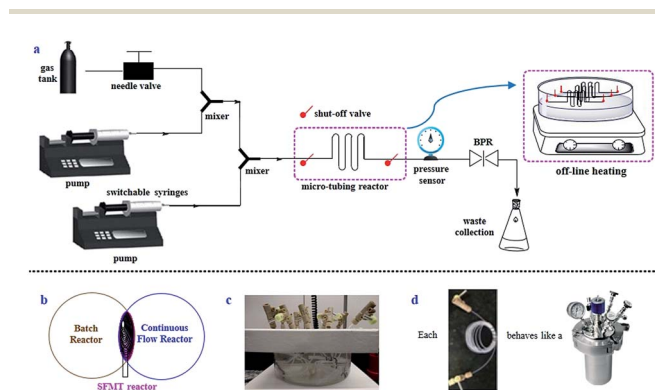 a
gas
tank
needle valve
mixer
pump
switchable syringes
mixer
pump
shut-off valve
micro-tubing reactor
pressure
sensor
BPR
waste
collection
off-line heating
b
Batch
Reactor
Continuous
Flow Reactor
SFMT reactor
c
d
Each
behaves like a